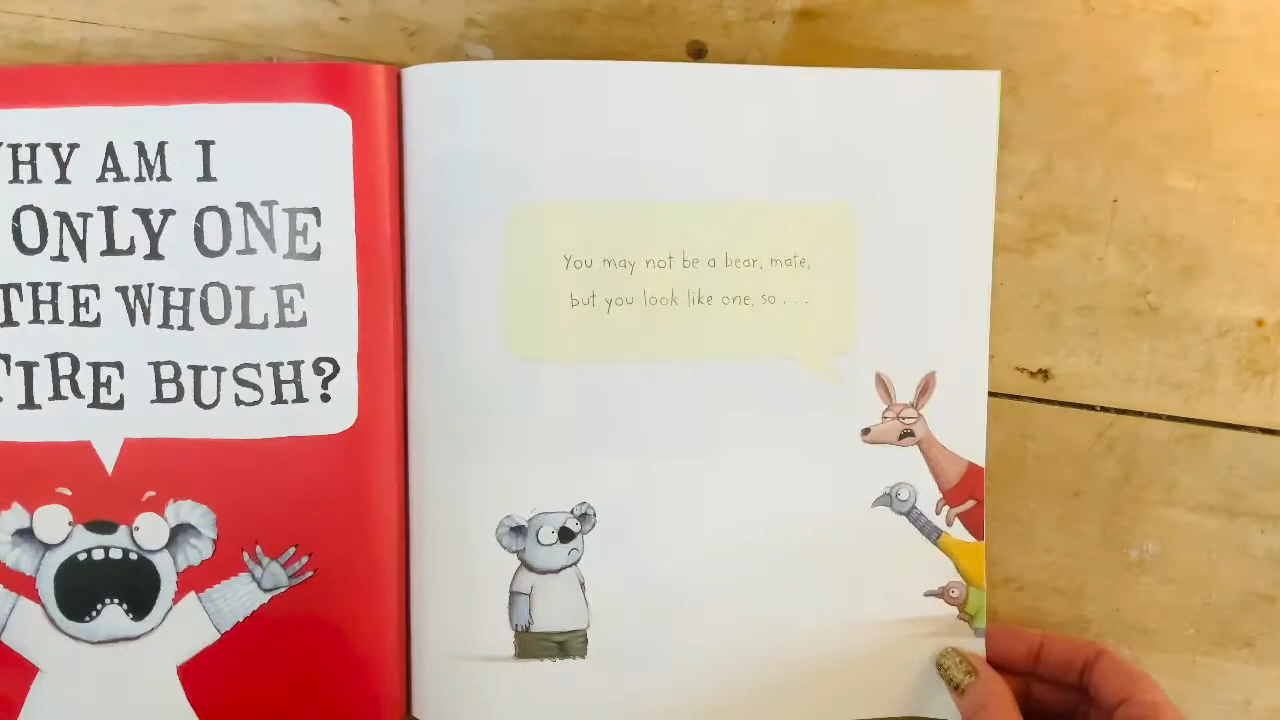 HY AM I
ONLY ONE
THE WHOLE
TIRE BUSH?
You may not be a bear, mate,
but you look like one, so . . .